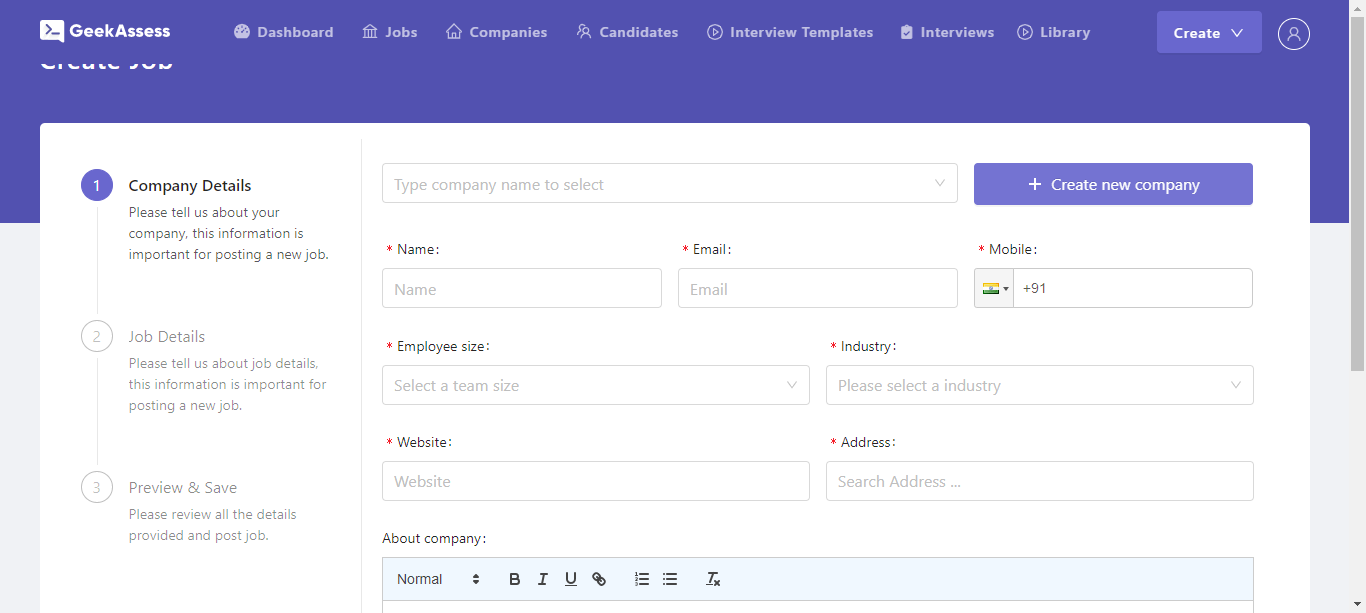 GeekAssess
Dashboard
Jobs
Companies
Candidates
Interview Templates
Interviews
Library
Create
Create Job
1
Company Details
Please tell us about your
company, this information is
important for posting a new job.
2
Job Details
Please tell us about job details,
this information is important for
posting a new job.
3
Preview & Save
Please review all the details
provided and post job.
Type company name to select
+ Create new company
* Name:
* Email:
* Mobile:
Name
Email
+91
* Employee size:
* Industry:
Select a team size
Please select a industry
* Website:
* Address:
Website
Search Address ...
About company:
Normal
B I U